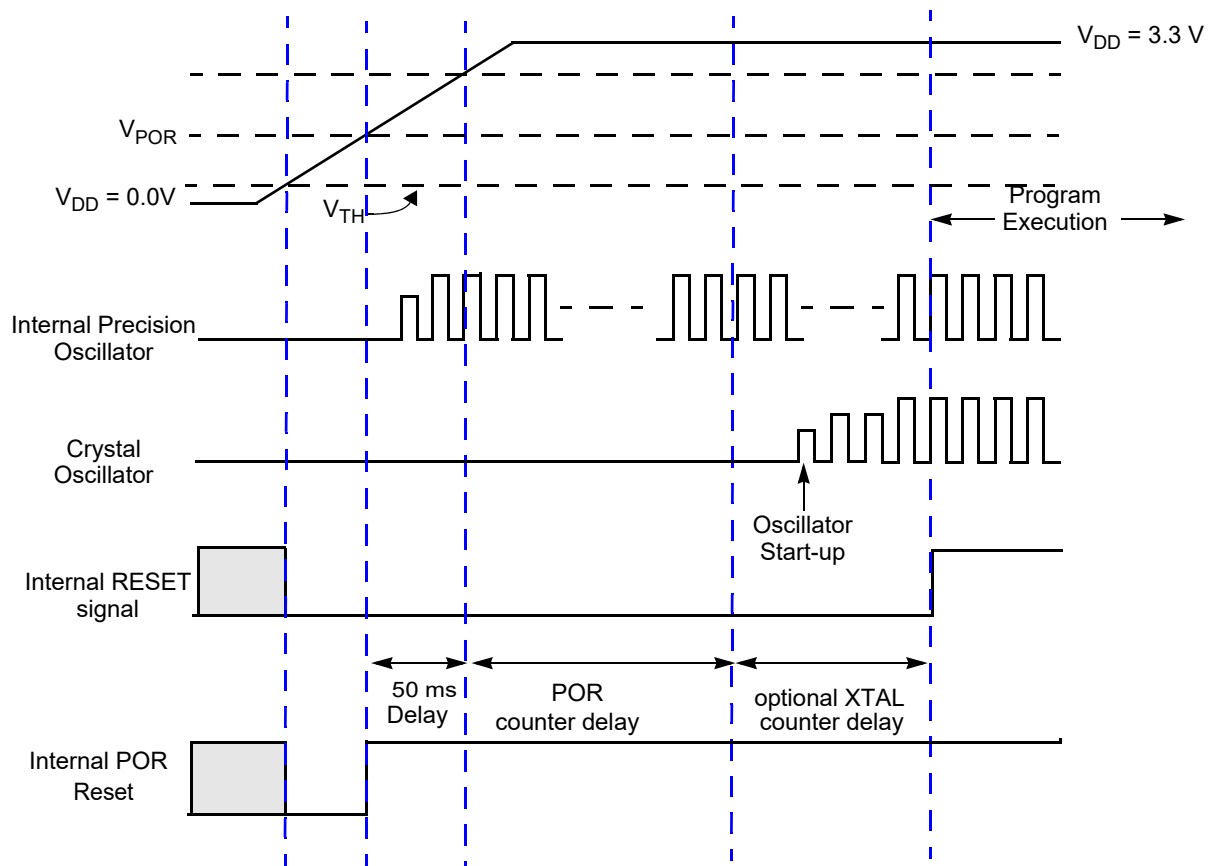 V_DD = 3.3 V
V_POR
V_DD = 0.0V
V_TH
Program
Execution
Internal Precision
Oscillator
Crystal
Oscillator
Oscillator
Start-up
Internal RESET
signal
50 ms
Delay
POR
counter delay
optional XTAL
counter delay
Internal POR
Reset